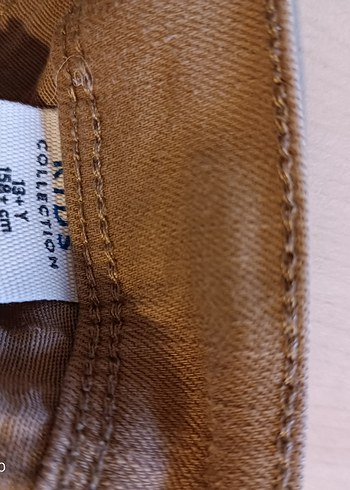 KIDS
COLLECTION
13+ Y
158+ cm